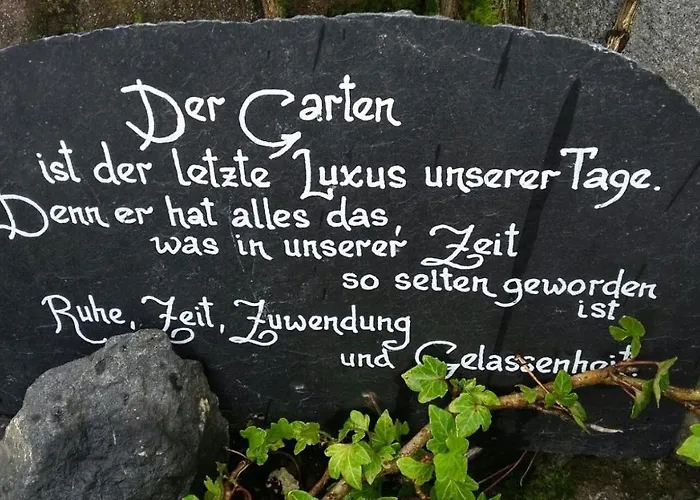 Der Garten
ist der letzte Luxus unserer Tage.
Denn er hat alles das,
was in unserer Zeit
so selten geworden
ist.
Ruhe, Zeit, Zuwendung
und Gelassenheit.